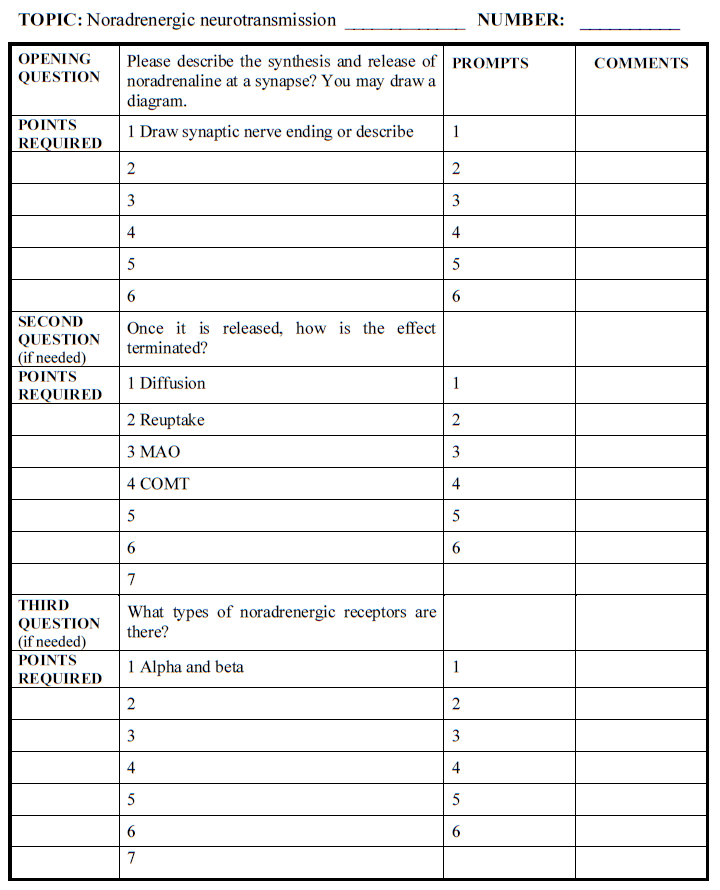 TOPIC: Noradrenergic neurotransmission ____________ NUMBER: __________
OPENING QUESTION
Please describe the synthesis and release of noradrenaline at a synapse? You may draw a diagram.
PROMPTS
COMMENTS
POINTS REQUIRED
1 Draw synaptic nerve ending or describe
1
2
2
3
3
4
4
5
5
6
6
SECOND QUESTION (if needed)
Once it is released, how is the effect terminated?
POINTS REQUIRED
1 Diffusion
1
2 Reuptake
2
3 MAO
3
4 COMT
4
5
5
6
6
7
THIRD QUESTION (if needed)
What types of noradrenergic receptors are there?
POINTS REQUIRED
1 Alpha and beta
1
2
2
3
3
4
4
5
5
6
6
7